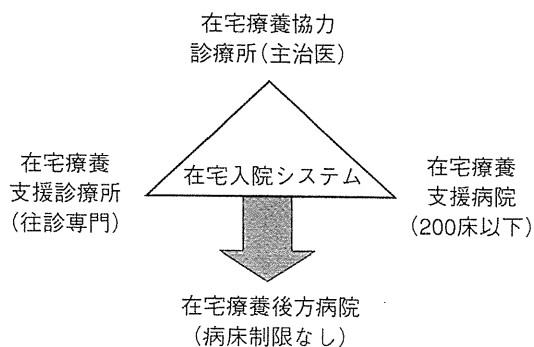 在宅療養協力
診療所(主治医)
在宅療養
支援診療所
(往診専門)
在宅入院システム
在宅療養
支援病院
(200床以下)
在宅療養後方病院
(病床制限なし)